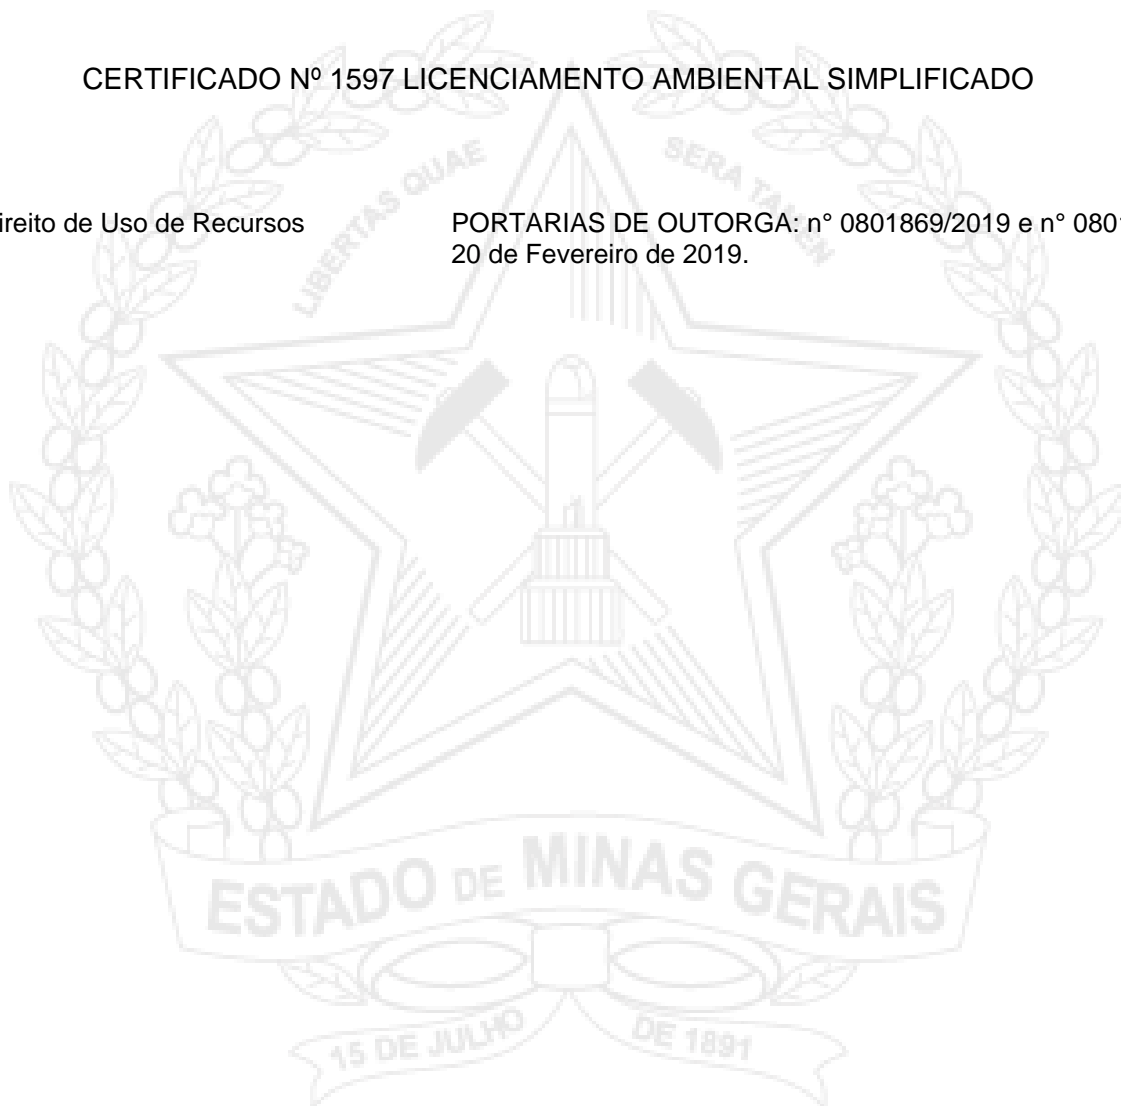 CERTIFICADO Nº 1597 LICENCIAMENTO AMBIENTAL SIMPLIFICADO
LIBERTAS QUAE SERA TAMEN
ireito de Uso de Recursos
PORTARIAS DE OUTORGA: n° 0801869/2019 e n° 0801
20 de Fevereiro de 2019.
ESTADO DE MINAS GERAIS
15 DE JULHO DE 1891